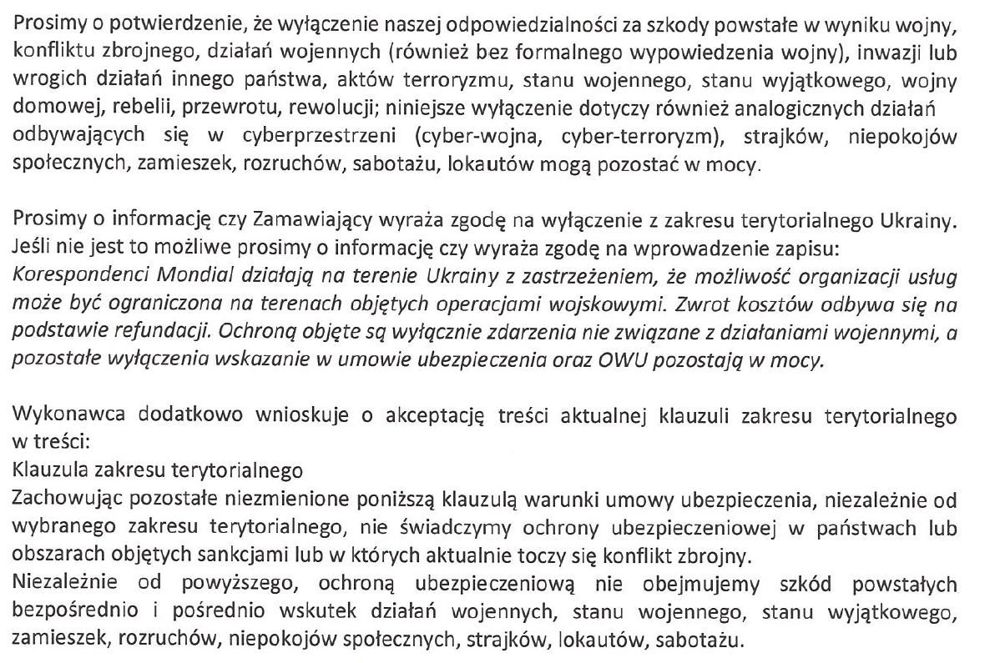 Prosimy o potwierdzenie, że wyłączenie naszej odpowiedzialności za szkody powstałe w wyniku wojny,
konfliktu zbrojnego, działań wojennych (również bez formalnego wypowiedzenia wojny), inwazji lub
wrogich działań innego państwa, aktów terroryzmu, stanu wojennego, stanu wyjątkowego, wojny
domowej, rebelii, przewrotu, rewolucji; niniejsze wyłączenie dotyczy również analogicznych działań
odbywających się w cyberprzestrzeni (cyber-wojna, cyber-terroryzm), strajków, niepokojów
społecznych, zamieszek, rozruchów, sabotażu, lokautów mogą pozostać w mocy.
Prosimy o informację czy Zamawiający wyraża zgodę na wyłączenie z zakresu terytorialnego Ukrainy.
Jeśli nie jest to możliwe prosimy o informację czy wyraża zgodę na wprowadzenie zapisu:
Korespondenci Mondial działają na terenie Ukrainy z zastrzeżeniem, że możliwość organizacji usług
może być ograniczona na terenach objętych operacjami wojskowymi. Zwrot kosztów odbywa się na
podstawie refundacji. Ochroną objęte są wyłącznie zdarzenia nie związane z działaniami wojennymi, a
pozostałe wyłączenia wskazanie w umowie ubezpieczenia oraz OWU pozostają w mocy.
Wykonawca dodatkowo wnioskuje o akceptację treści aktualnej klauzuli zakresu terytorialnego
w treści:
Klauzula zakresu terytorialnego
Zachowując pozostałe niezmienione poniższą klauzulą warunki umowy ubezpieczenia, niezależnie od
wybranego zakresu terytorialnego, nie świadczymy ochrony ubezpieczeniowej w państwach lub
obszarach objętych sankcjami lub w których aktualnie toczy się konflikt zbrojny.
Niezależnie od powyższego, ochroną ubezpieczeniową nie obejmujemy szkód powstałych
bezpośrednio i pośrednio wskutek działań wojennych, stanu wojennego, stanu wyjątkowego,
zamieszek, rozruchów, niepokojów społecznych, strajków, lokautów, sabotażu.